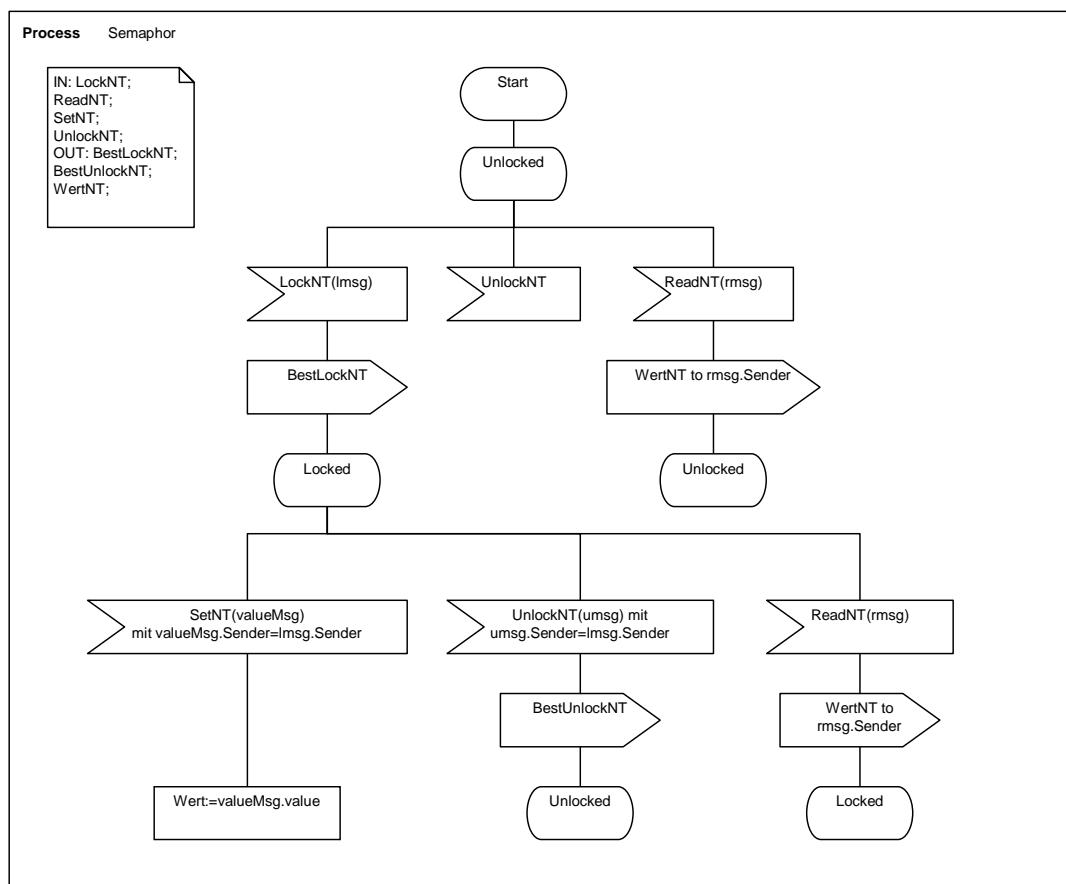 Process Semaphor
IN: LockNT;
ReadNT;
SetNT;
UnlockNT;
OUT: BestLockNT;
BestUnlockNT;
WertNT;
Start
Unlocked
LockNT(lmsg)
UnlockNT
ReadNT(rmsg)
BestLockNT
WertNT to rmsg.Sender
Locked
Unlocked
SetNT(valueMsg)
mit valueMsg.Sender=lmsg.Sender
UnlockNT(umsg) mit
umsg.Sender=lmsg.Sender
ReadNT(rmsg)
BestUnlockNT
WertNT to
rmsg.Sender
Wert:=valueMsg.value
Unlocked
Locked